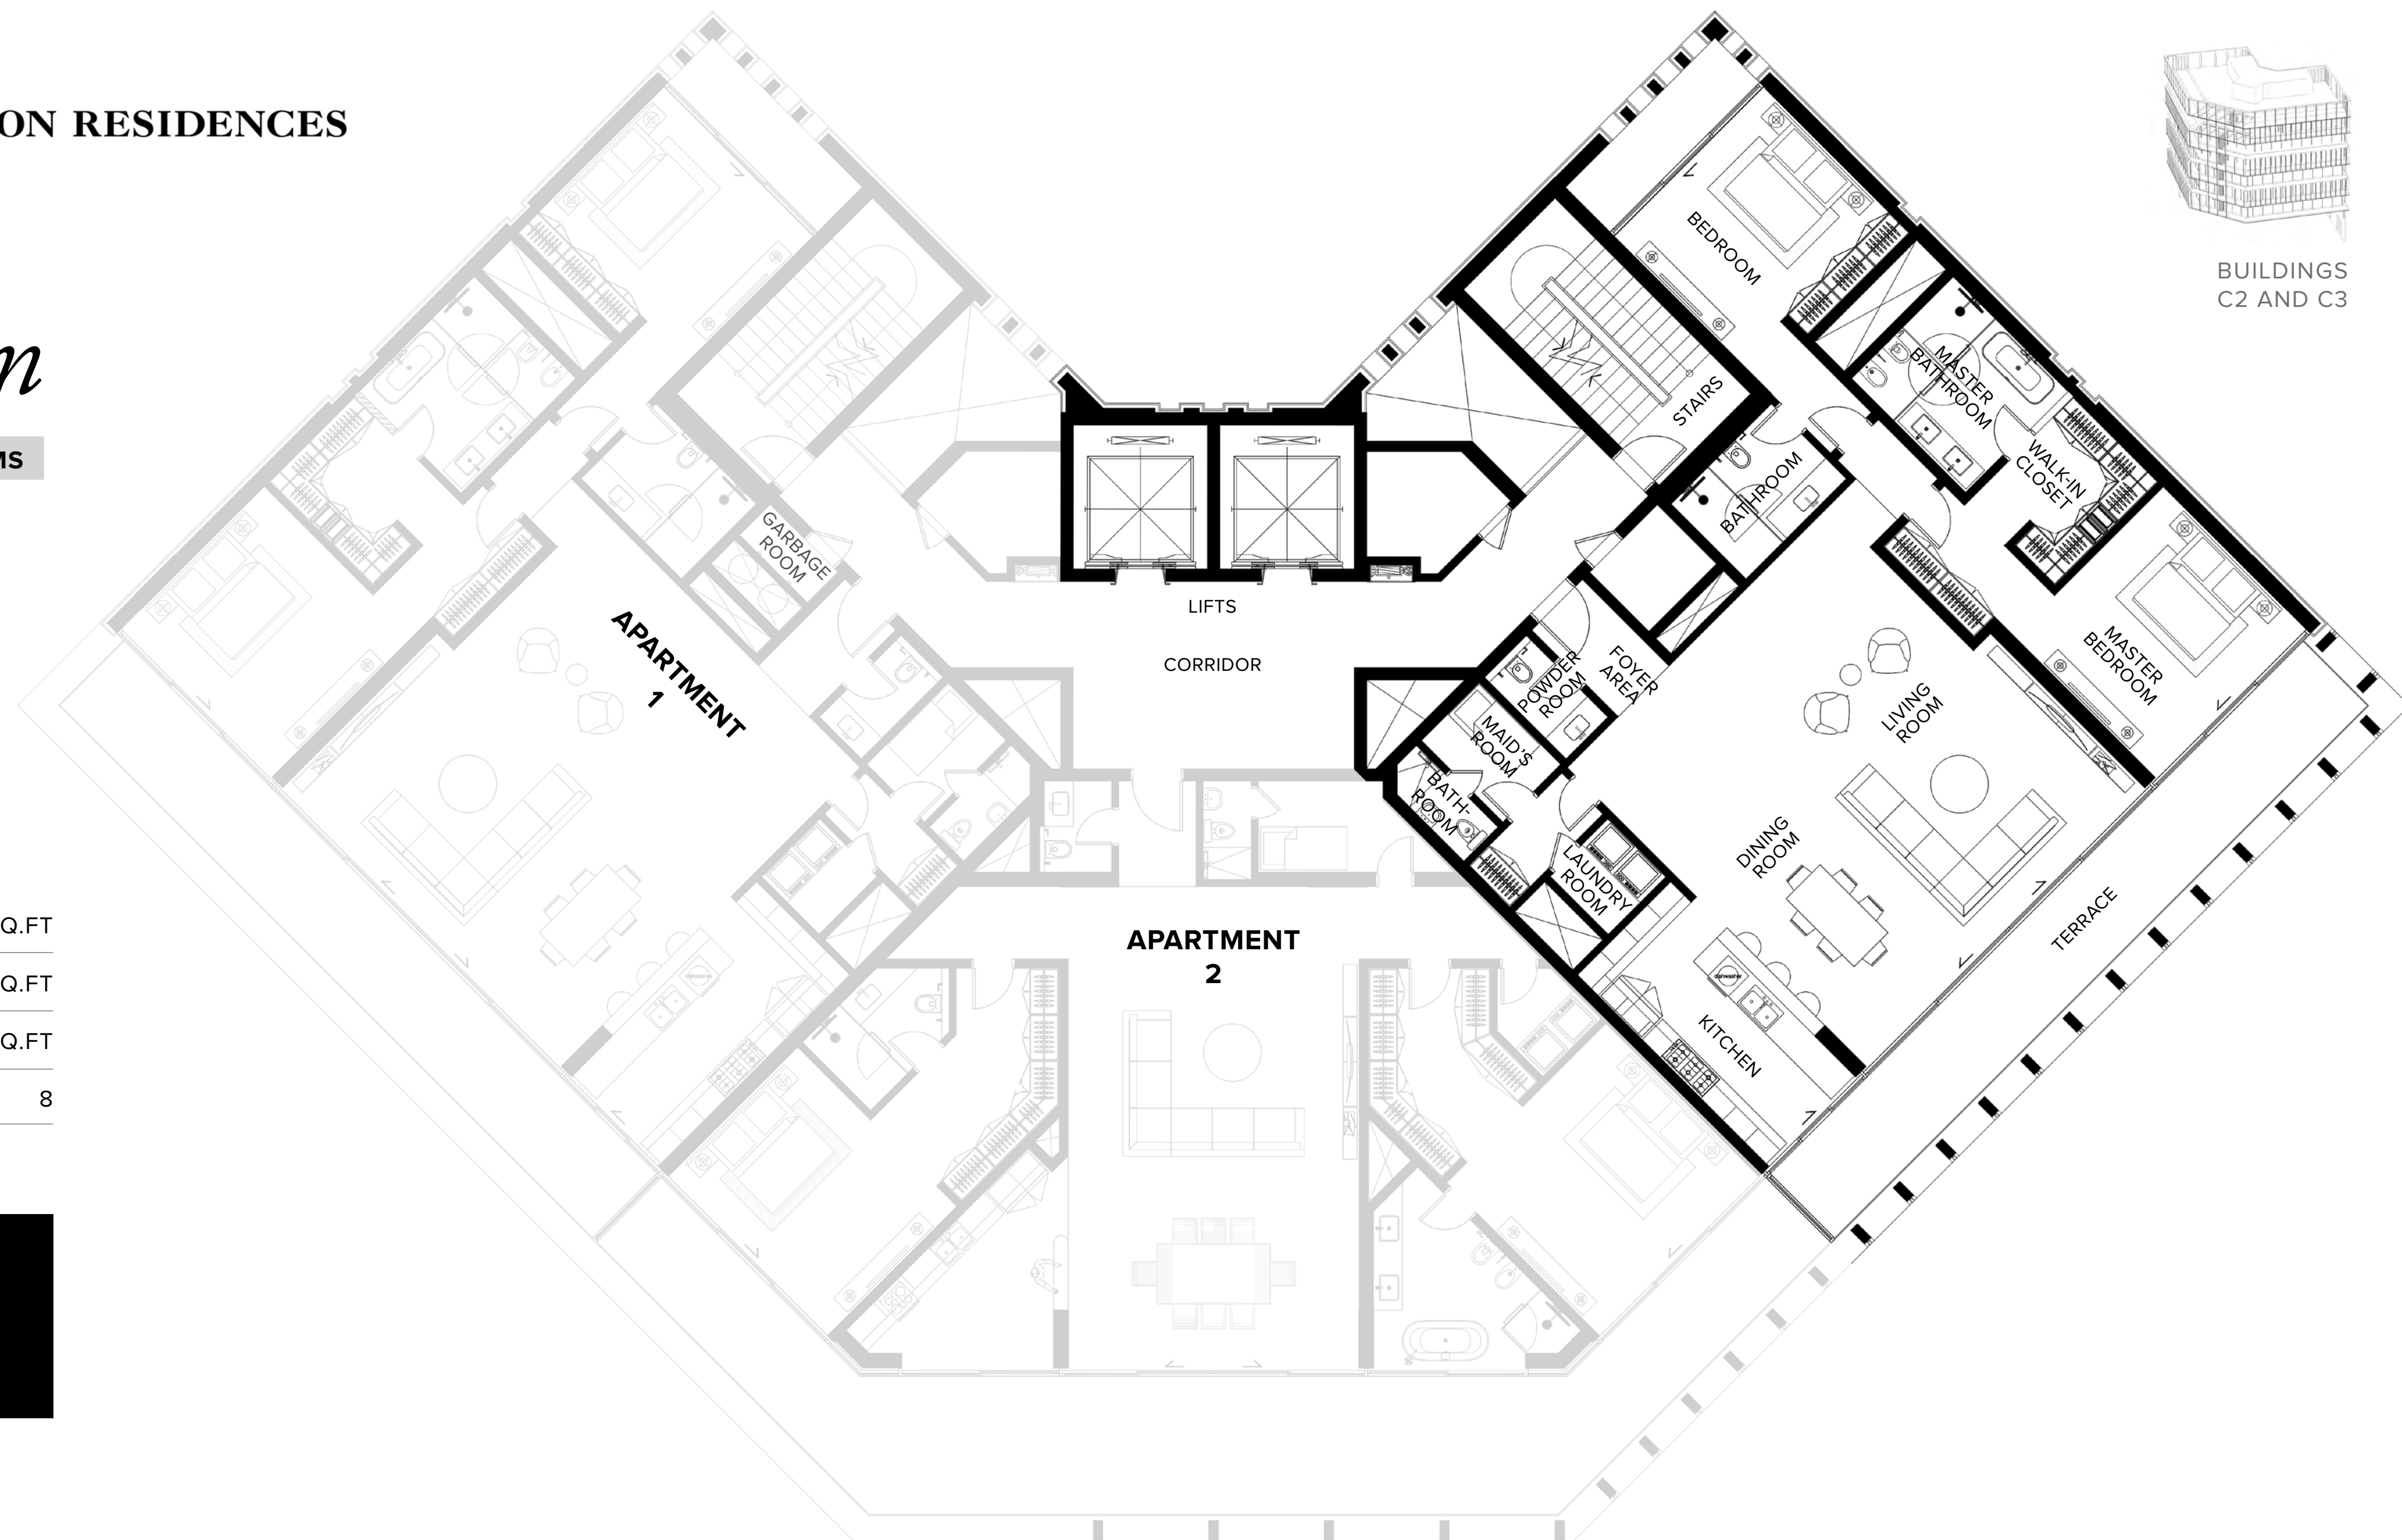 ON RESIDENCES
n
MS
Q.FT
Q.FT
Q.FT
8
BUILDINGS
C2 AND C3
GARBAGE
ROOM
APARTMENT
1
LIFTS
CORRIDOR
APARTMENT
2
BEDROOM
STAIRS
MASTER
BATHROOM
WALK-IN
CLOSET
BATHROOM
MASTER
BEDROOM
FOYER
AREA
POWDER
ROOM
MAID'S
ROOM
BATH-
ROOM
LAUNDRY
ROOM
LIVING
ROOM
DINING
ROOM
KITCHEN
TERRACE
dishwasher
dishwasher